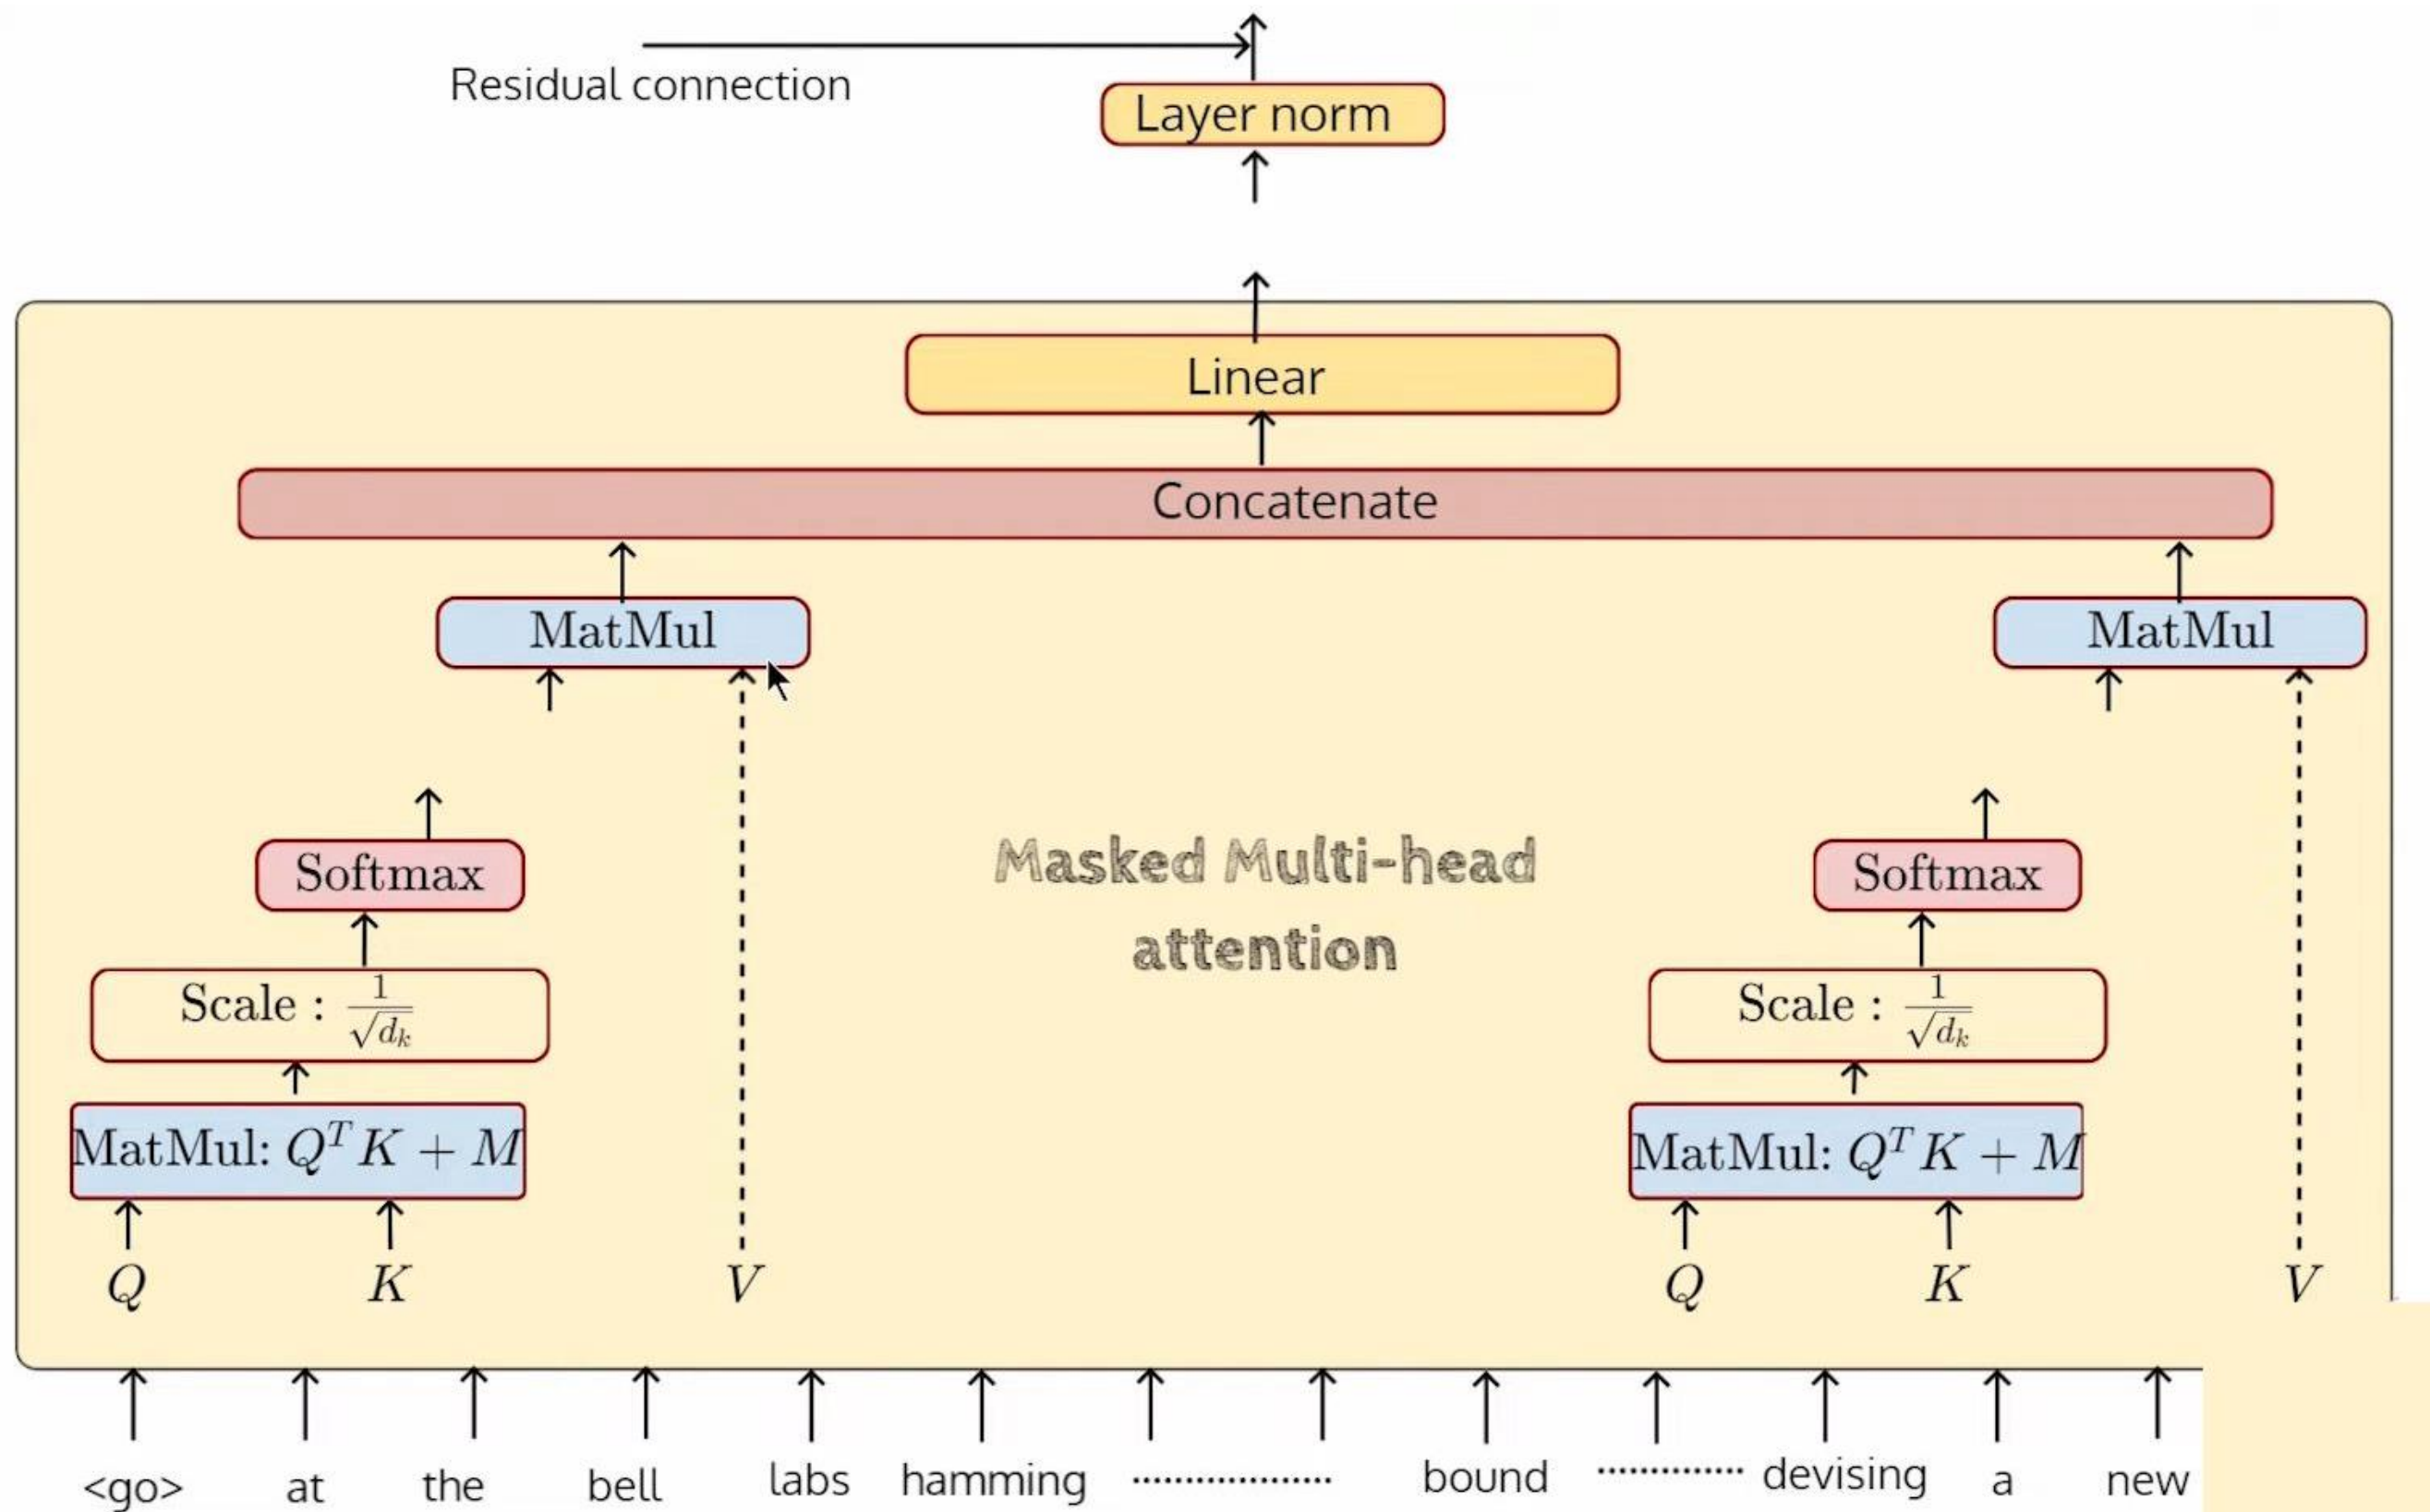 Residual connection
Layer norm
Linear
Concatenate
MatMul
MatMul
Masked Multi-head
attention
Softmax
Softmax
Scale : 1/√d_k
Scale : 1/√d_k
MatMul: Q^T K + M
MatMul: Q^T K + M
Q K V Q K V
<go> at the bell labs hamming .................. bound .............. devising a new